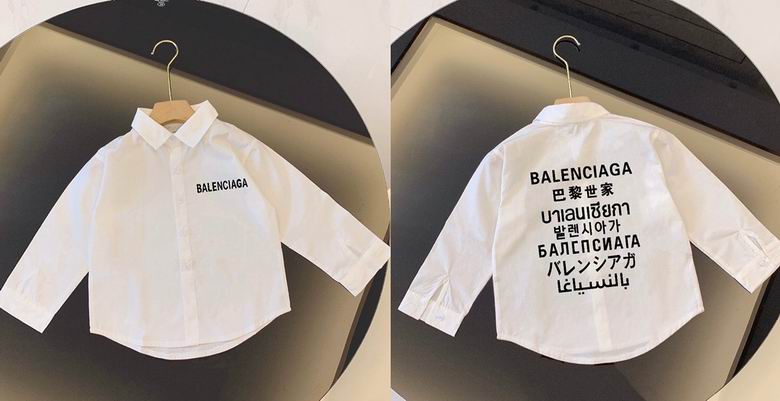 BALENCIAGA
BALENCIAGA
巴黎世家
บาเลนเซียกา
발렌시아가
БАЛЕПСИАГА
バレンシアガ
بالنسياغا